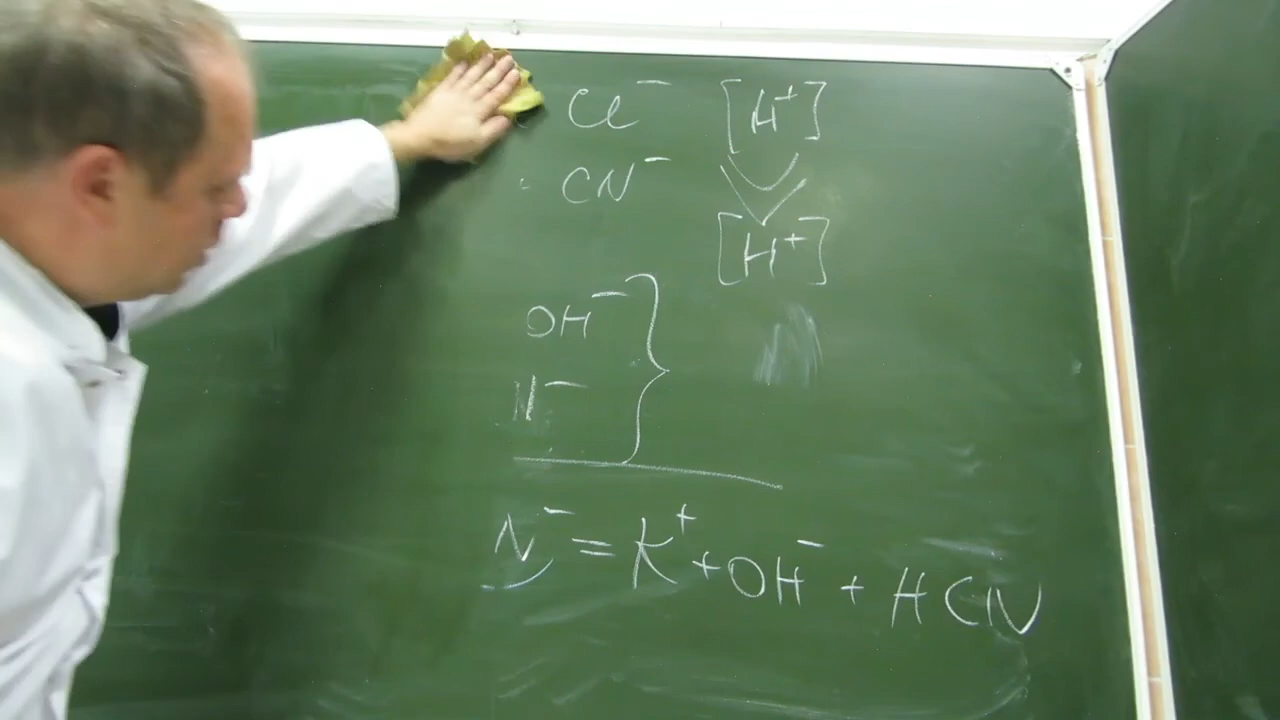 Cl⁻ [H⁺]
CN⁻
[H⁺]
OH⁻
N⁻ = K⁺ + OH⁻ + HCN